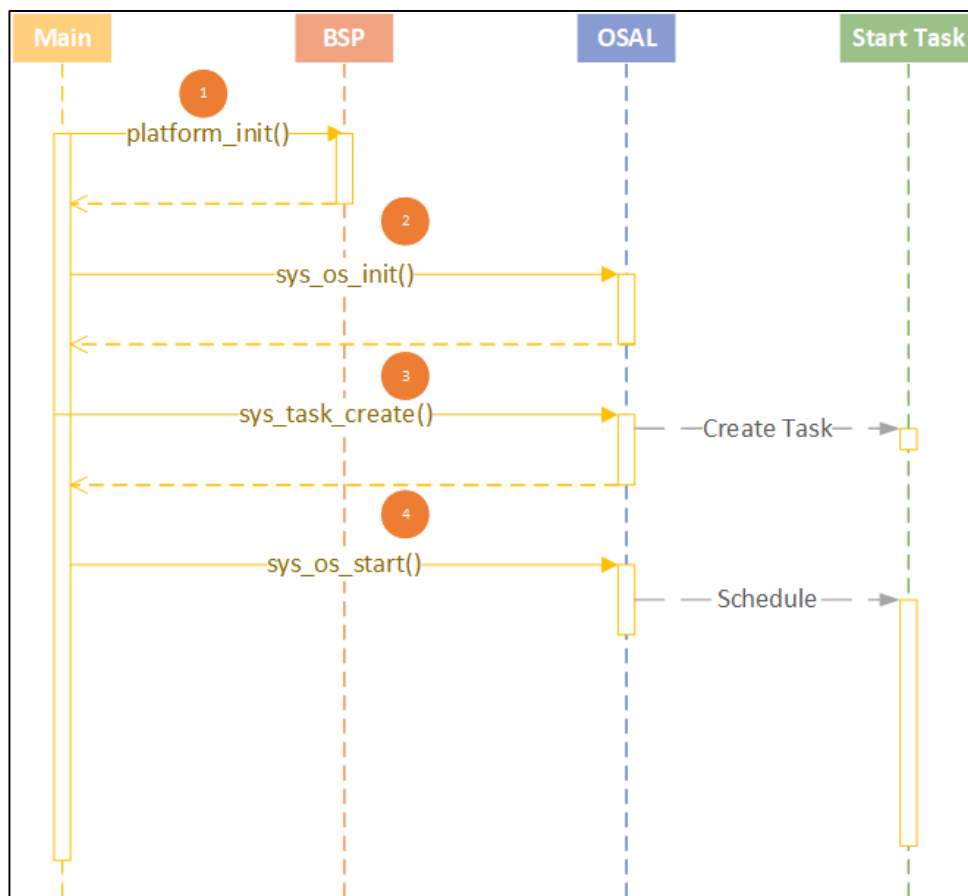 Main
BSP
OSAL
Start Task
1
platform_init()
2
sys_os_init()
3
sys_task_create()
Create Task
4
sys_os_start()
Schedule